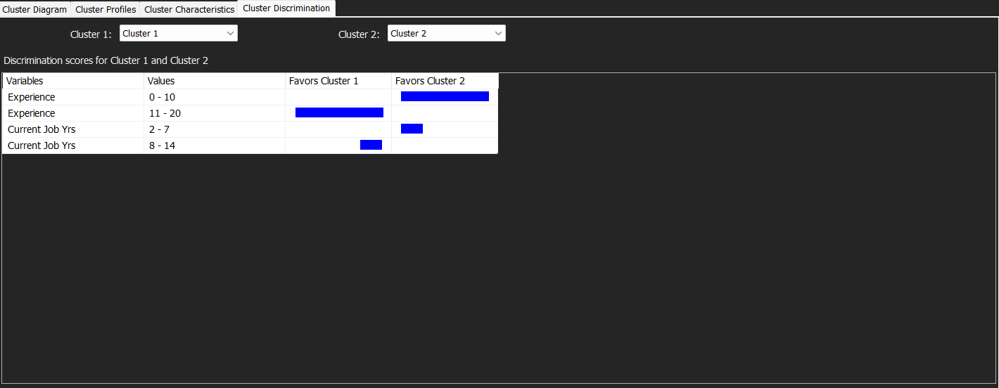 Cluster Diagram Cluster Profiles Cluster Characteristics Cluster Discrimination
Cluster 1: Cluster 1 Cluster 2: Cluster 2
Discrimination scores for Cluster 1 and Cluster 2
Variables Values Favors Cluster 1 Favors Cluster 2
Experience 0 - 10
Experience 11 - 20
Current Job Yrs 2 - 7
Current Job Yrs 8 - 14